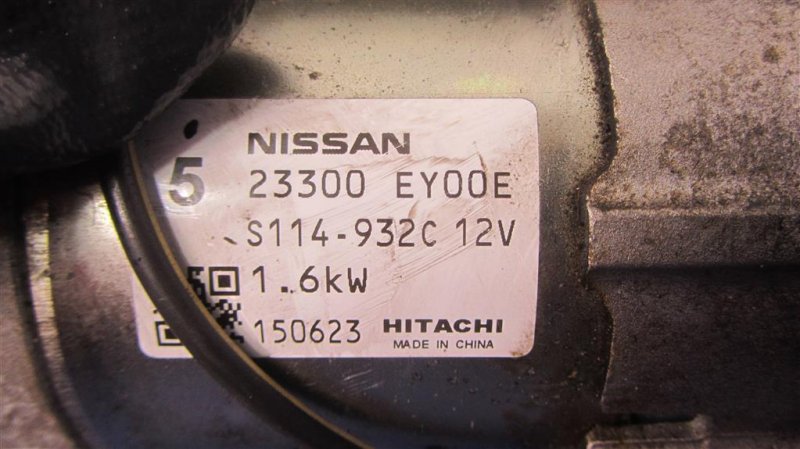 NISSAN
5 23300 EY00E
S114-932C 12V
1.6kW
150623 HITACHI
MADE IN CHINA